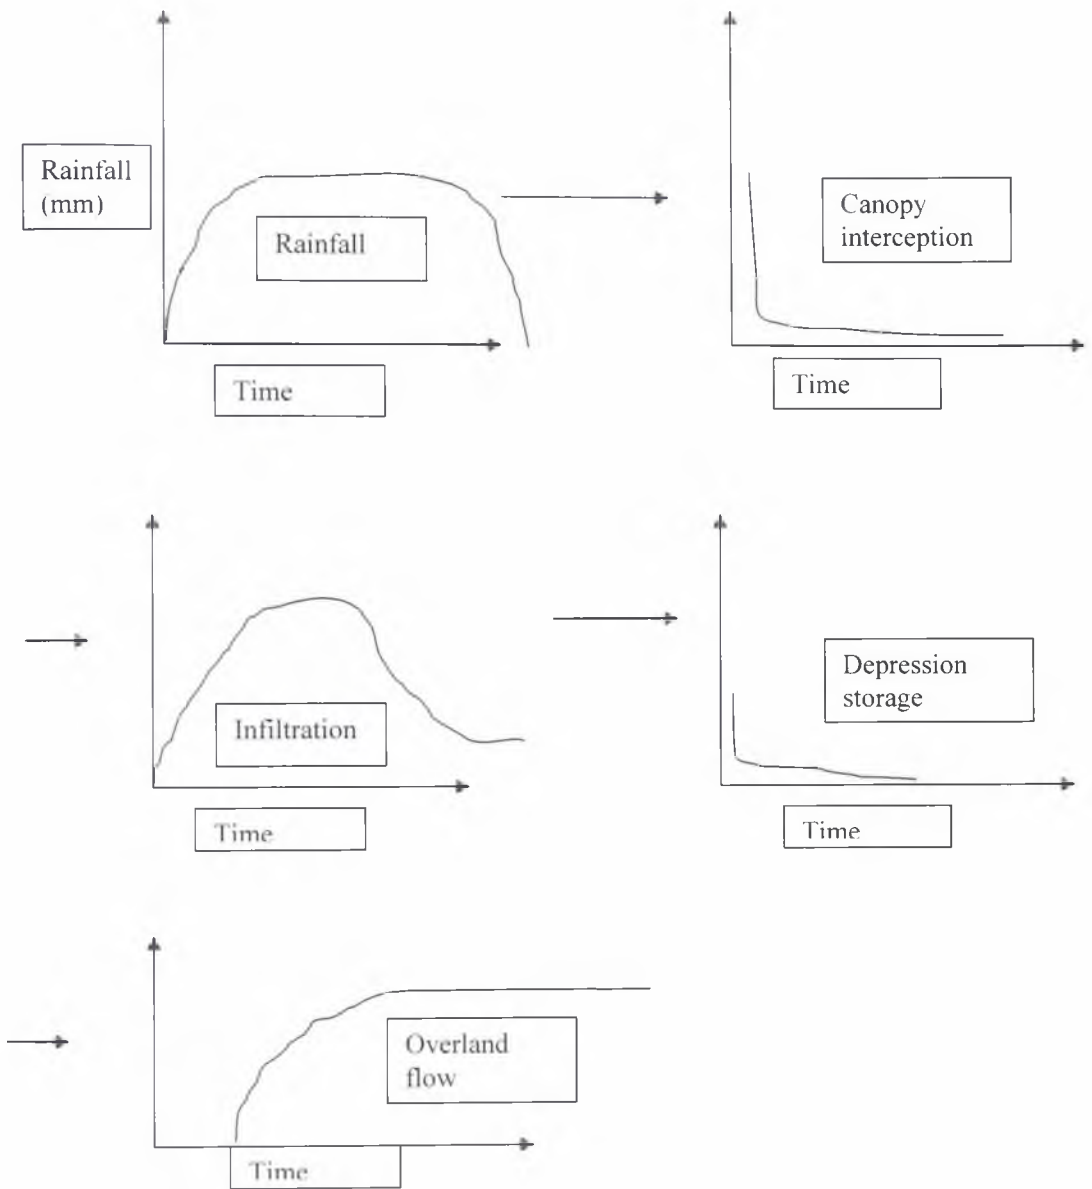 Rainfall
(mm)
Rainfall
Time
Canopy
interception
Time
Infiltration
Time
Depression
storage
Time
Overland
flow
Time